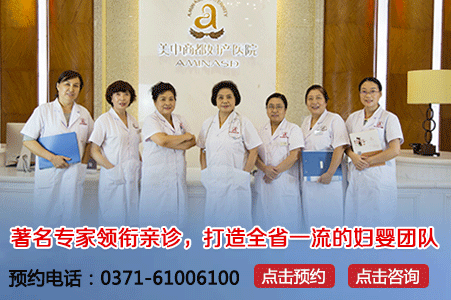 美中商都妇产医院
AMINASD
著名专家领衔亲诊，打造全省一流的妇婴团队
预约电话：0371-61006100 点击预约 点击咨询